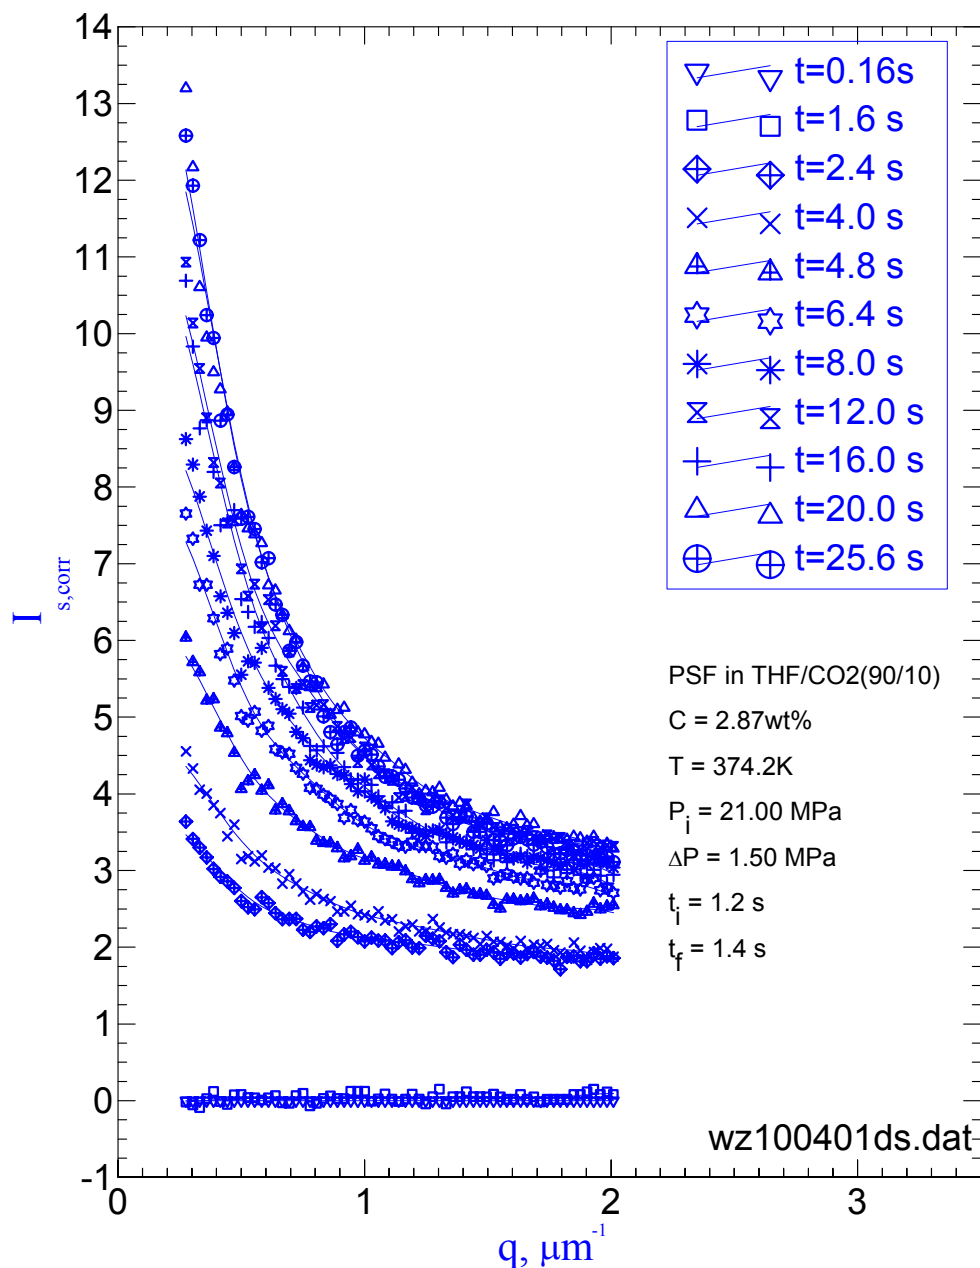 14
13
12
11
10
9
8
7
6
5
4
3
2
1
0
-1
I s,corr
0
1
2
3
q, μm-1
t=0.16s
t=1.6 s
t=2.4 s
t=4.0 s
t=4.8 s
t=6.4 s
t=8.0 s
t=12.0 s
t=16.0 s
t=20.0 s
t=25.6 s
PSF in THF/CO2(90/10)
C = 2.87wt%
T = 374.2K
P_i = 21.00 MPa
ΔP = 1.50 MPa
t_i = 1.2 s
t_f = 1.4 s
wz100401ds.dat